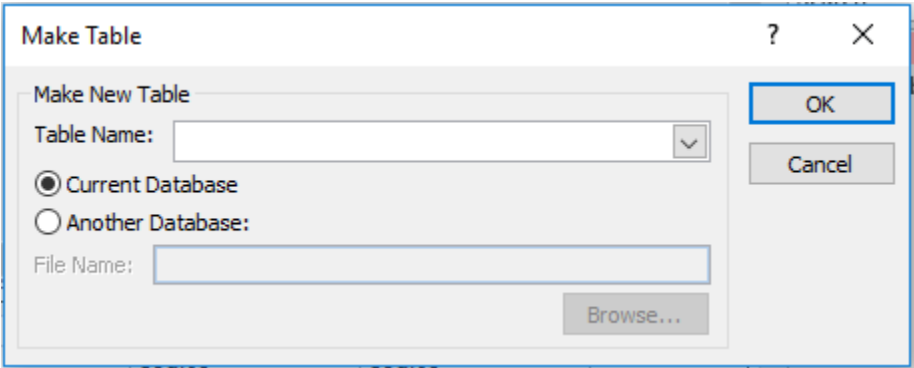 Make Table
?
Make New Table
OK
Table Name:
Cancel
Current Database
Another Database:
File Name:
Browse...